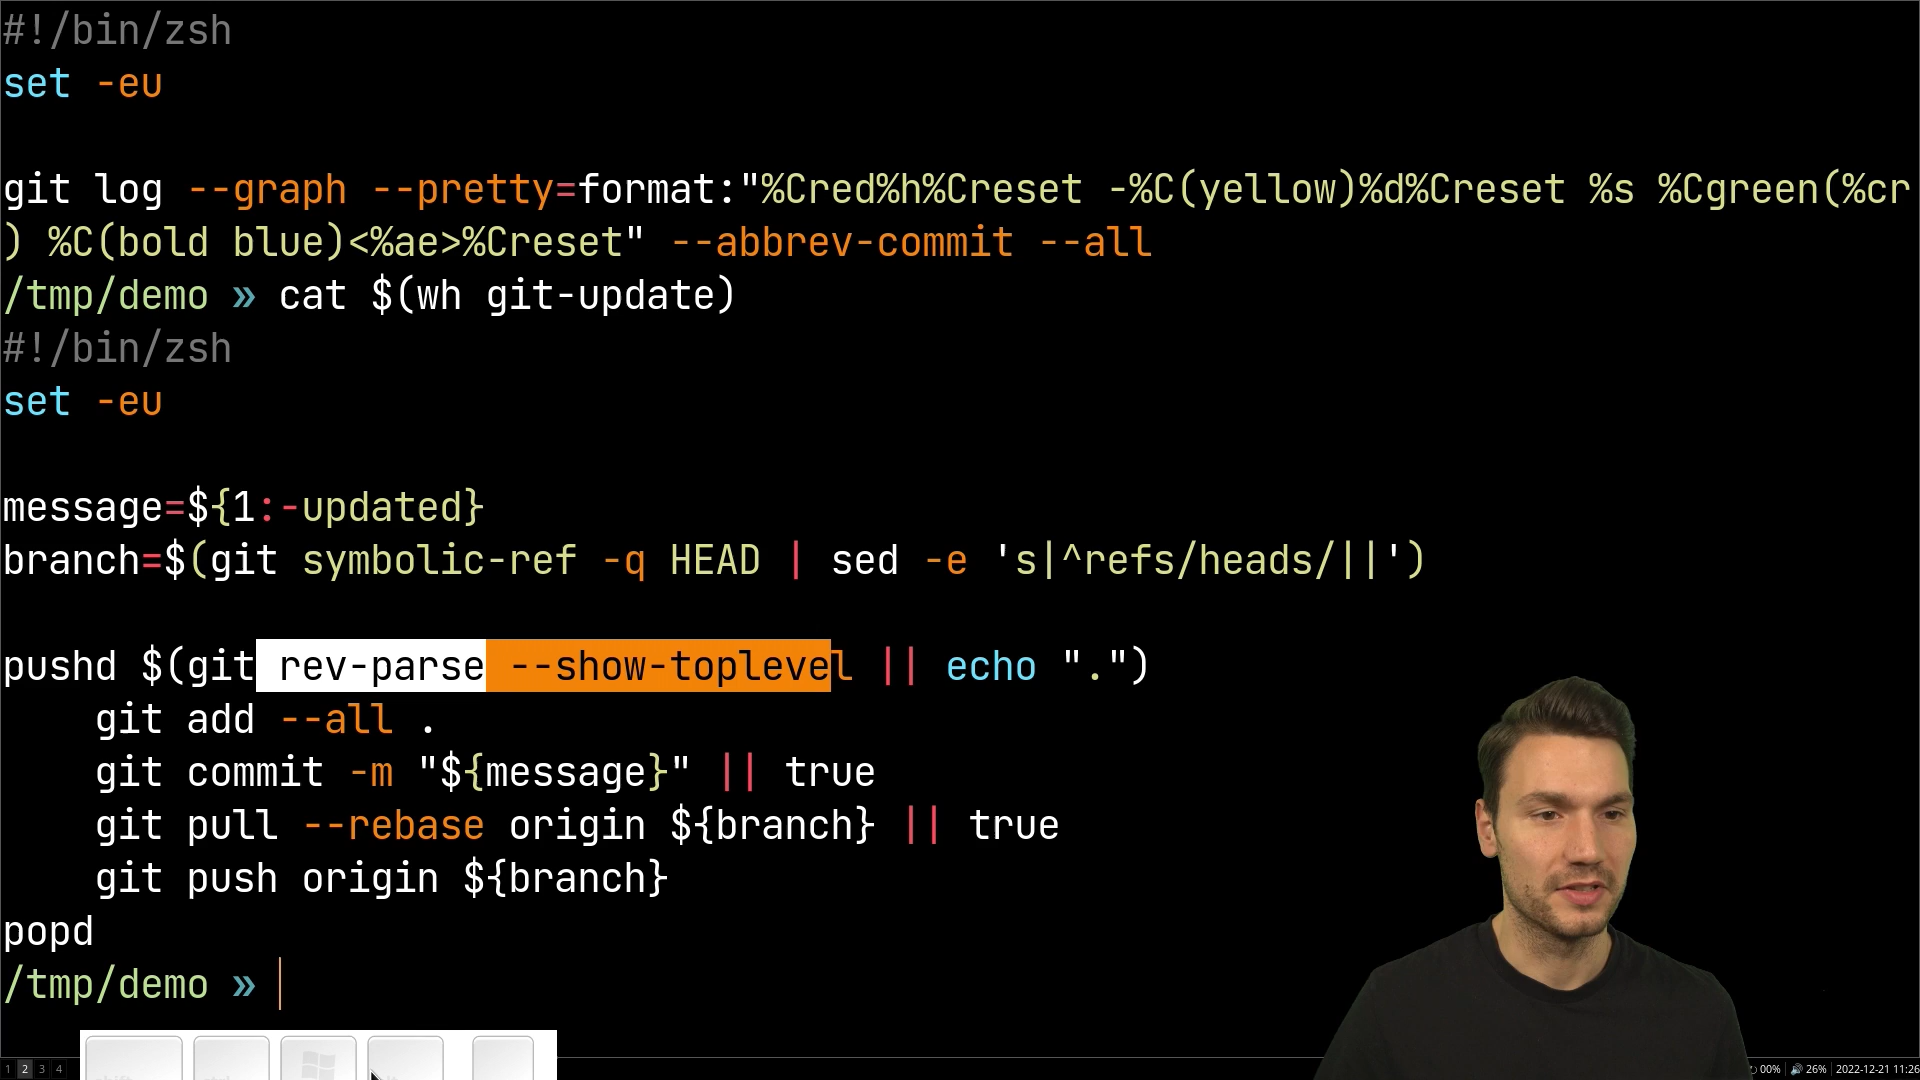 #!/bin/zsh
set -eu
git log --graph --pretty=format:"%Cred%h%Creset -%C(yellow)%d%Creset %s %Cgreen(%cr
) %C(bold blue)<%ae>%Creset" --abbrev-commit --all
/tmp/demo » cat $(wh git-update)
#!/bin/zsh
set -eu
message=${1:-updated}
branch=$(git symbolic-ref -q HEAD | sed -e 's|^refs/heads/||')
pushd $(git rev-parse --show-toplevel || echo ".")
    git add --all .
    git commit -m "${message}" || true
    git pull --rebase origin ${branch} || true
    git push origin ${branch}
popd
/tmp/demo »
1 2 3 4
00% | 26% | 2022-12-21 11:26